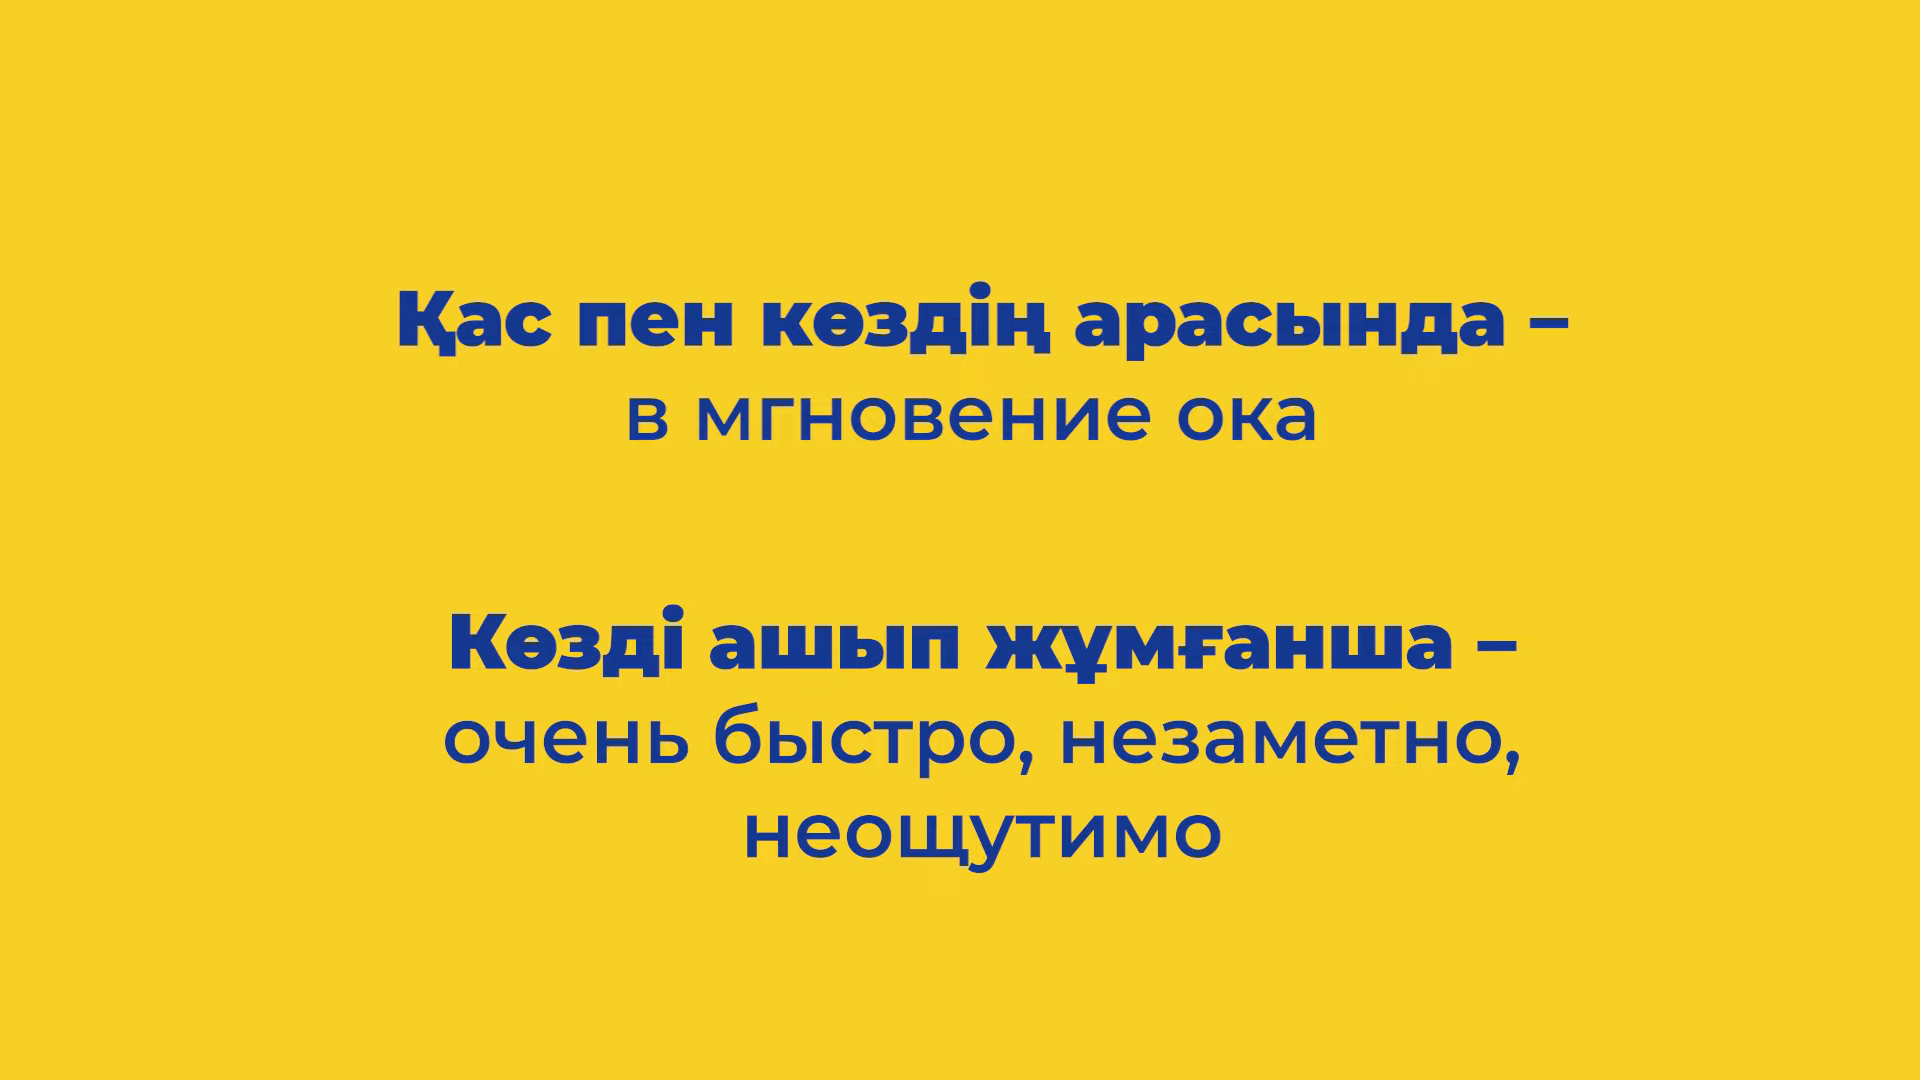 Қас пен көздің арасында –
в мгновение ока
Көзді ашып жұмғанша –
очень быстро, незаметно,
неощутимо